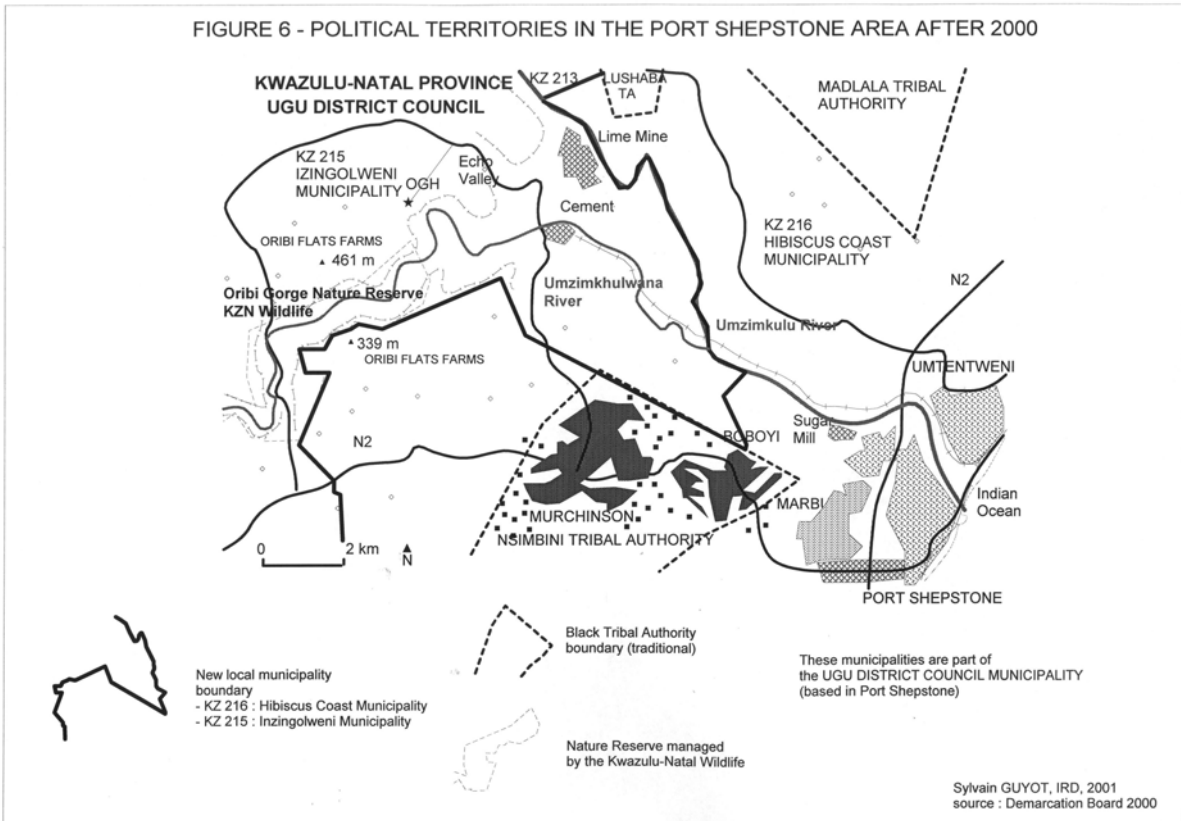 FIGURE 6 - POLITICAL TERRITORIES IN THE PORT SHEPSTONE AREA AFTER 2000
KWAZULU-NATAL PROVINCE
UGU DISTRICT COUNCIL
KZ 213
LUSHABA
TA
MADLALA TRIBAL
AUTHORITY
Lime Mine
KZ 215
IZINGOLWENI
MUNICIPALITY
OGH
Echo
Valley
Cement
KZ 216
HIBISCUS COAST
MUNICIPALITY
ORIBI FLATS FARMS
461 m
N2
Oribi Gorge Nature Reserve
KZN Wildlife
Umzimkhulwana
River
Umzimkulu River
339 m
ORIBI FLATS FARMS
UMTENTWENI
N2
BOBOYI
Sugar
Mill
MURCHINSON
MARBI
Indian
Ocean
NSIMBINI TRIBAL AUTHORITY
0 2 km
N
PORT SHEPSTONE
New local municipality
boundary
- KZ 216 : Hibiscus Coast Municipality
- KZ 215 : Inzingolweni Municipality
Black Tribal Authority
boundary (traditional)
Nature Reserve managed
by the Kwazulu-Natal Wildlife
These municipalities are part of
the UGU DISTRICT COUNCIL MUNICIPALITY
(based in Port Shepstone)
Sylvain GUYOT, IRD, 2001
source : Demarcation Board 2000